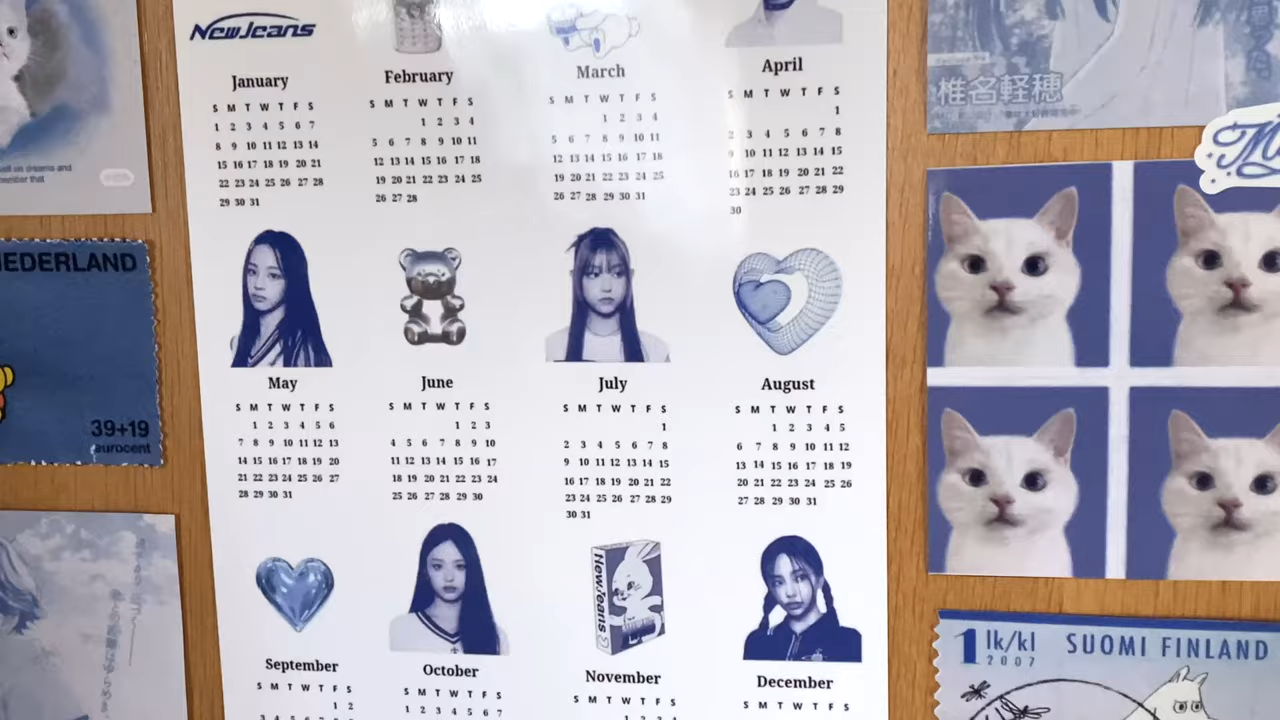 NewJeans
January
S M T W T F S
1 2 3 4 5 6 7
8 9 10 11 12 13 14
15 16 17 18 19 20 21
22 23 24 25 26 27 28
29 30 31
February
S M T W T F S
1 2 3 4
5 6 7 8 9 10 11
12 13 14 15 16 17 18
19 20 21 22 23 24 25
26 27 28
March
S M T W T F S
1 2 3 4
5 6 7 8 9 10 11
12 13 14 15 16 17 18
19 20 21 22 23 24 25
26 27 28 29 30 31
April
S M T W T F S
1
2 3 4 5 6 7 8
9 10 11 12 13 14 15
16 17 18 19 20 21 22
23 24 25 26 27 28 29
30
May
S M T W T F S
1 2 3 4 5 6
7 8 9 10 11 12 13
14 15 16 17 18 19 20
21 22 23 24 25 26 27
28 29 30 31
June
S M T W T F S
1 2 3
4 5 6 7 8 9 10
11 12 13 14 15 16 17
18 19 20 21 22 23 24
25 26 27 28 29 30
July
S M T W T F S
1
2 3 4 5 6 7 8
9 10 11 12 13 14 15
16 17 18 19 20 21 22
23 24 25 26 27 28 29
30 31
August
S M T W T F S
1 2 3 4 5
6 7 8 9 10 11 12
13 14 15 16 17 18 19
20 21 22 23 24 25 26
27 28 29 30 31
September
S M T W T F S
1 2
October
S M T W T F S
1 2 3 4 5 6 7
NewJeans
November
S M T W T F S
December
S M T W T F S
on dreams and
that
NEDERLAND
39+19
eurocent
椎名軽穂
1 lk/kl
2007
SUOMI FINLAND